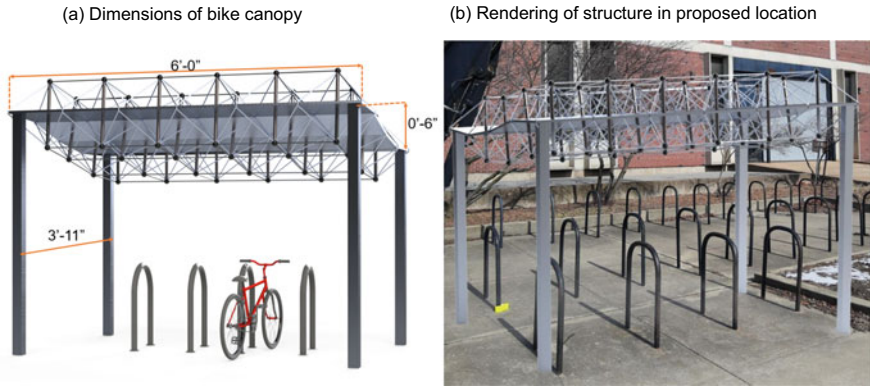 (a) Dimensions of bike canopy
(b) Rendering of structure in proposed location
6’-0”
0’-6”
3’-11”